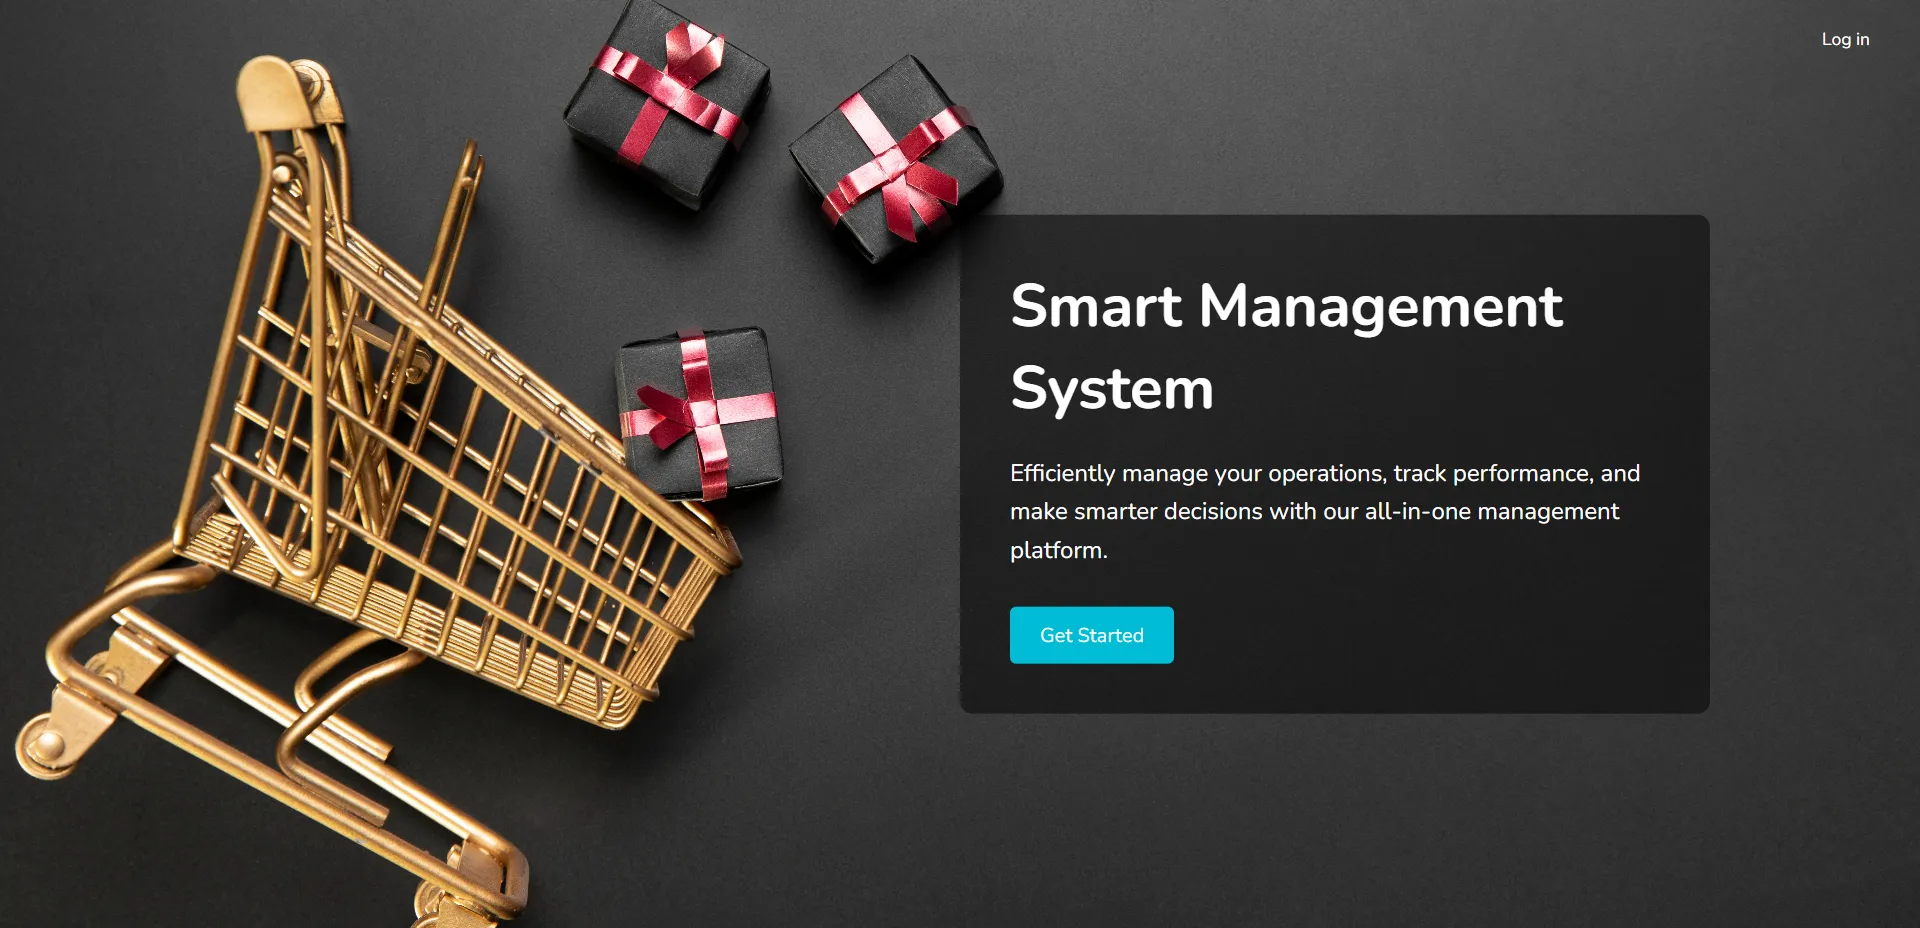 Log in
Smart Management
System
Efficiently manage your operations, track performance, and
make smarter decisions with our all-in-one management
platform.
Get Started